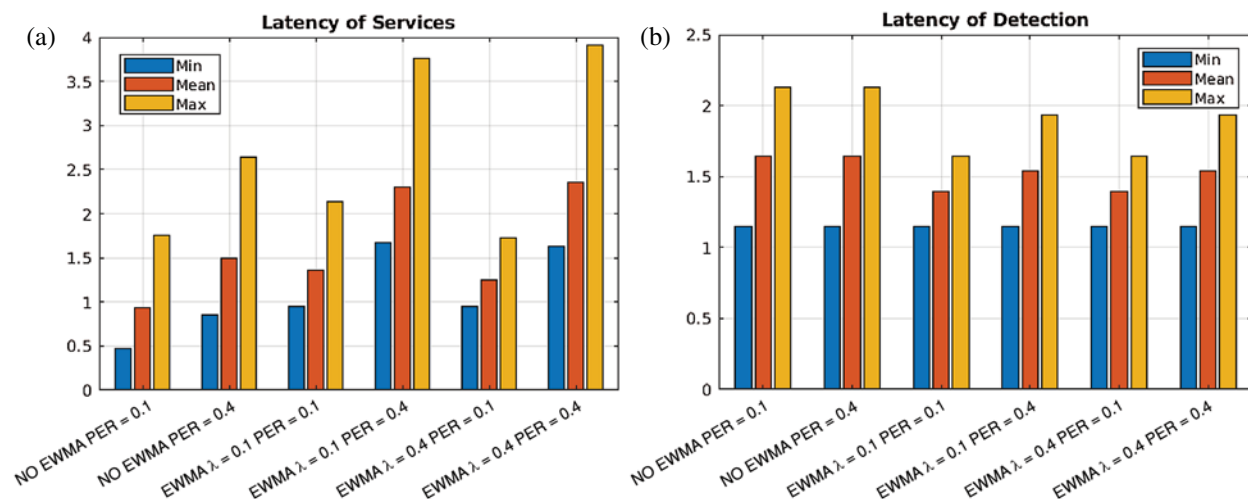 (a)
Latency of Services
4
3.5
3
2.5
2
1.5
1
0.5
0
Min
Mean
Max
NO EWMA PER = 0.1
NO EWMA PER = 0.4
EWMA λ = 0.1 PER = 0.1
EWMA λ = 0.1 PER = 0.4
EWMA λ = 0.4 PER = 0.1
EWMA λ = 0.4 PER = 0.4
(b)
Latency of Detection
2.5
2
1.5
1
0.5
0
Min
Mean
Max
NO EWMA PER = 0.1
NO EWMA PER = 0.4
EWMA λ = 0.1 PER = 0.1
EWMA λ = 0.1 PER = 0.4
EWMA λ = 0.4 PER = 0.1
EWMA λ = 0.4 PER = 0.4